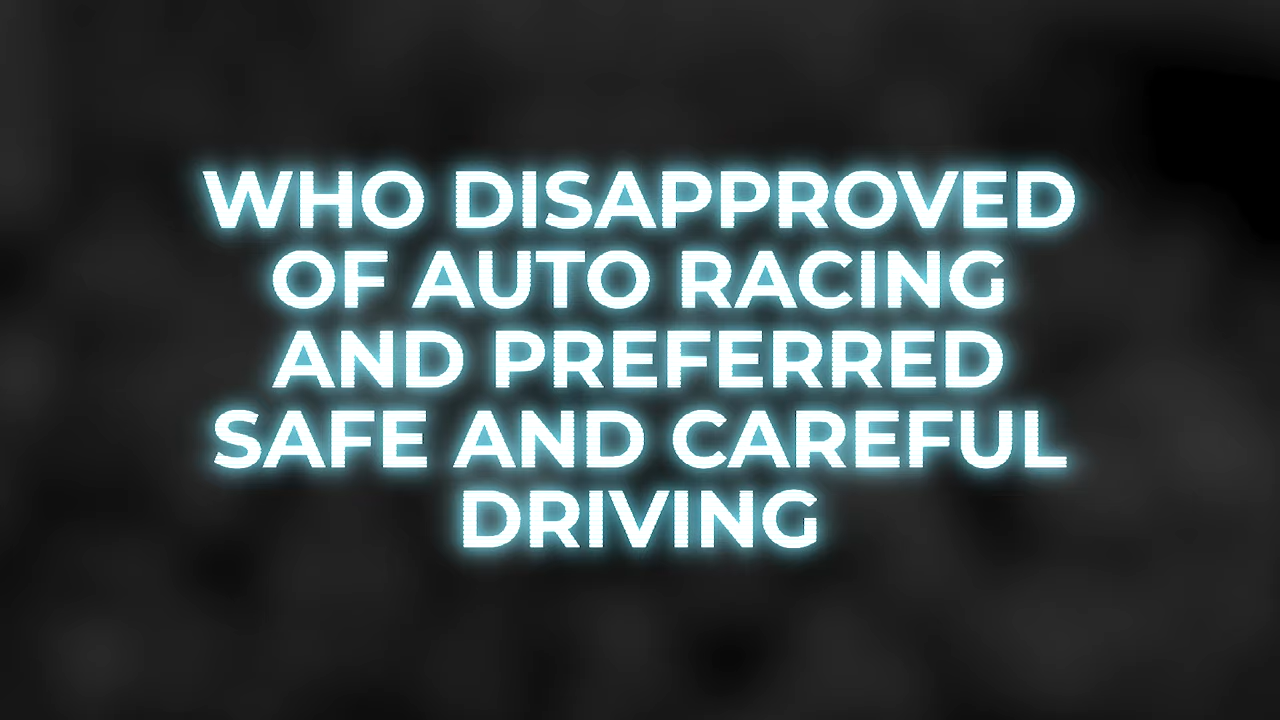 WHO DISAPPROVED
OF AUTO RACING
AND PREFERRED
SAFE AND CAREFUL
DRIVING